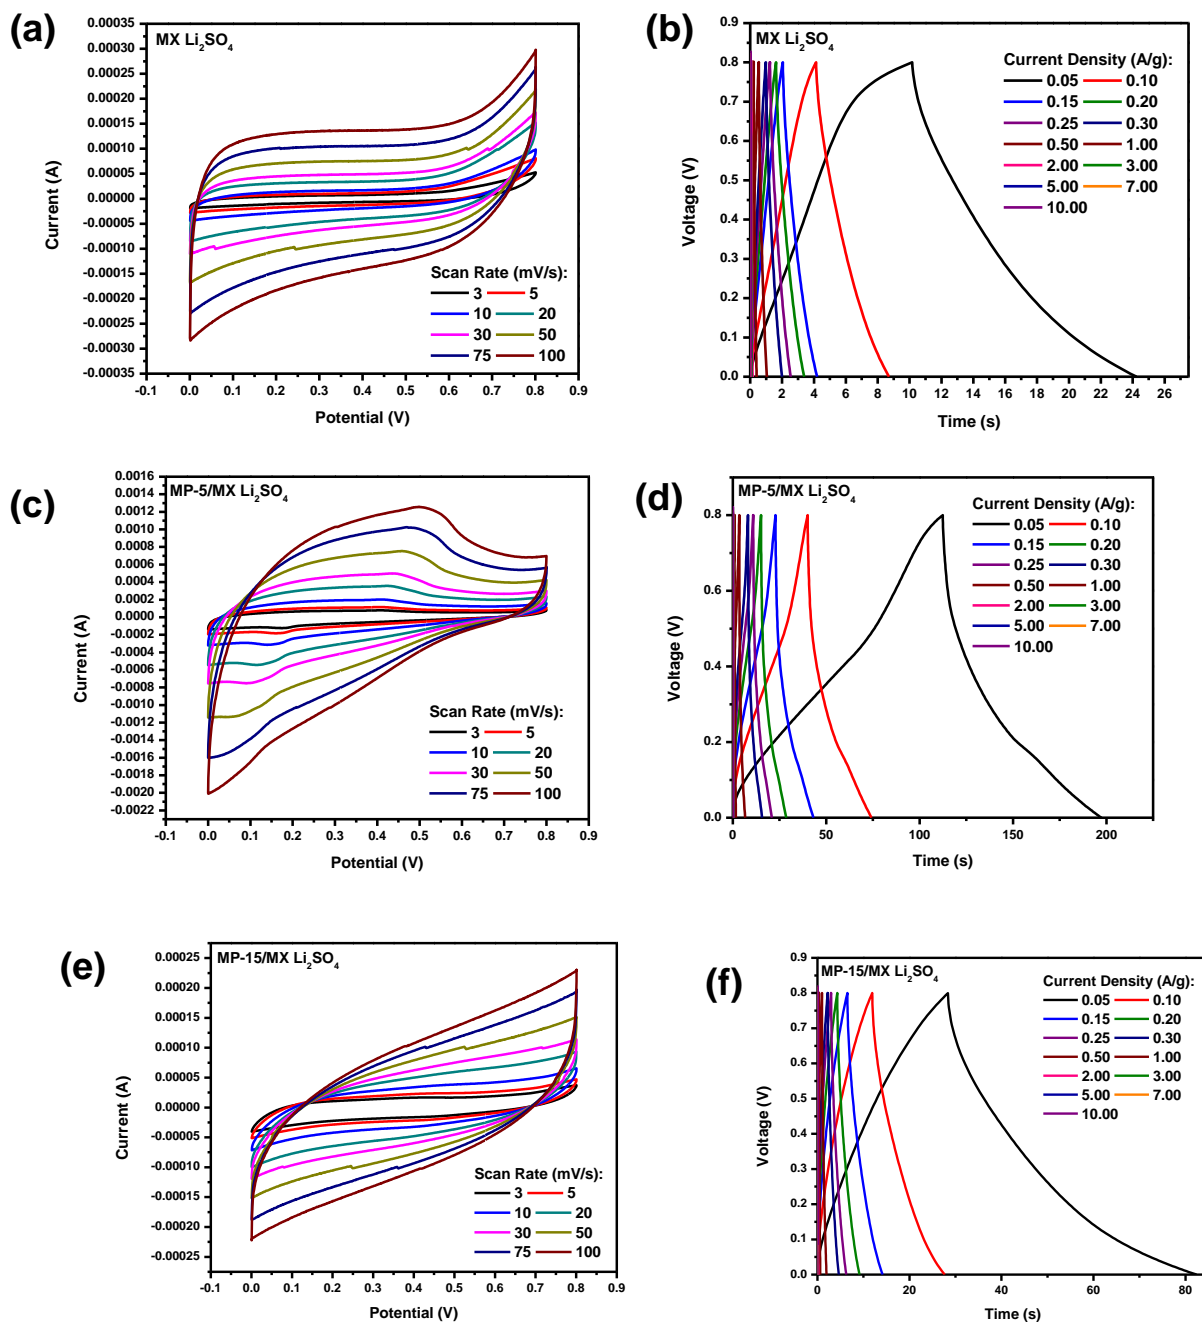 (a)
MX Li₂SO₄
0.00035
0.00030
0.00025
0.00020
0.00015
0.00010
0.00005
0.00000
-0.00005
-0.00010
-0.00015
-0.00020
-0.00025
-0.00030
-0.00035
Current (A)
Scan Rate (mV/s):
3 5
10 20
30 50
75 100
-0.1 0.0 0.1 0.2 0.3 0.4 0.5 0.6 0.7 0.8 0.9
Potential (V)
(b)
MX Li₂SO₄
0.9
0.8
0.7
0.6
0.5
0.4
0.3
0.2
0.1
0.0
Voltage (V)
Current Density (A/g):
0.05 0.10
0.15 0.20
0.25 0.30
0.50 1.00
2.00 3.00
5.00 7.00
10.00
0 2 4 6 8 10 12 14 16 18 20 22 24 26
Time (s)
(c)
MP-5/MX Li₂SO₄
0.0016
0.0014
0.0012
0.0010
0.0008
0.0006
0.0004
0.0002
0.0000
-0.0002
-0.0004
-0.0006
-0.0008
-0.0010
-0.0012
-0.0014
-0.0016
-0.0018
-0.0020
-0.0022
Current (A)
Scan Rate (mV/s):
3 5
10 20
30 50
75 100
-0.1 0.0 0.1 0.2 0.3 0.4 0.5 0.6 0.7 0.8 0.9
Potential (V)
(d)
MP-5/MX Li₂SO₄
0.8
0.6
0.4
0.2
0.0
Voltage (V)
Current Density (A/g):
0.05 0.10
0.15 0.20
0.25 0.30
0.50 1.00
2.00 3.00
5.00 7.00
10.00
0 50 100 150 200
Time (s)
(e)
MP-15/MX Li₂SO₄
0.00025
0.00020
0.00015
0.00010
0.00005
0.00000
-0.00005
-0.00010
-0.00015
-0.00020
-0.00025
Current (A)
Scan Rate (mV/s):
3 5
10 20
30 50
75 100
-0.1 0.0 0.1 0.2 0.3 0.4 0.5 0.6 0.7 0.8 0.9
Potential (V)
(f)
MP-15/MX Li₂SO₄
0.9
0.8
0.7
0.6
0.5
0.4
0.3
0.2
0.1
0.0
Voltage (V)
Current Density (A/g):
0.05 0.10
0.15 0.20
0.25 0.30
0.50 1.00
2.00 3.00
5.00 7.00
10.00
0 20 40 60 80
Time (s)